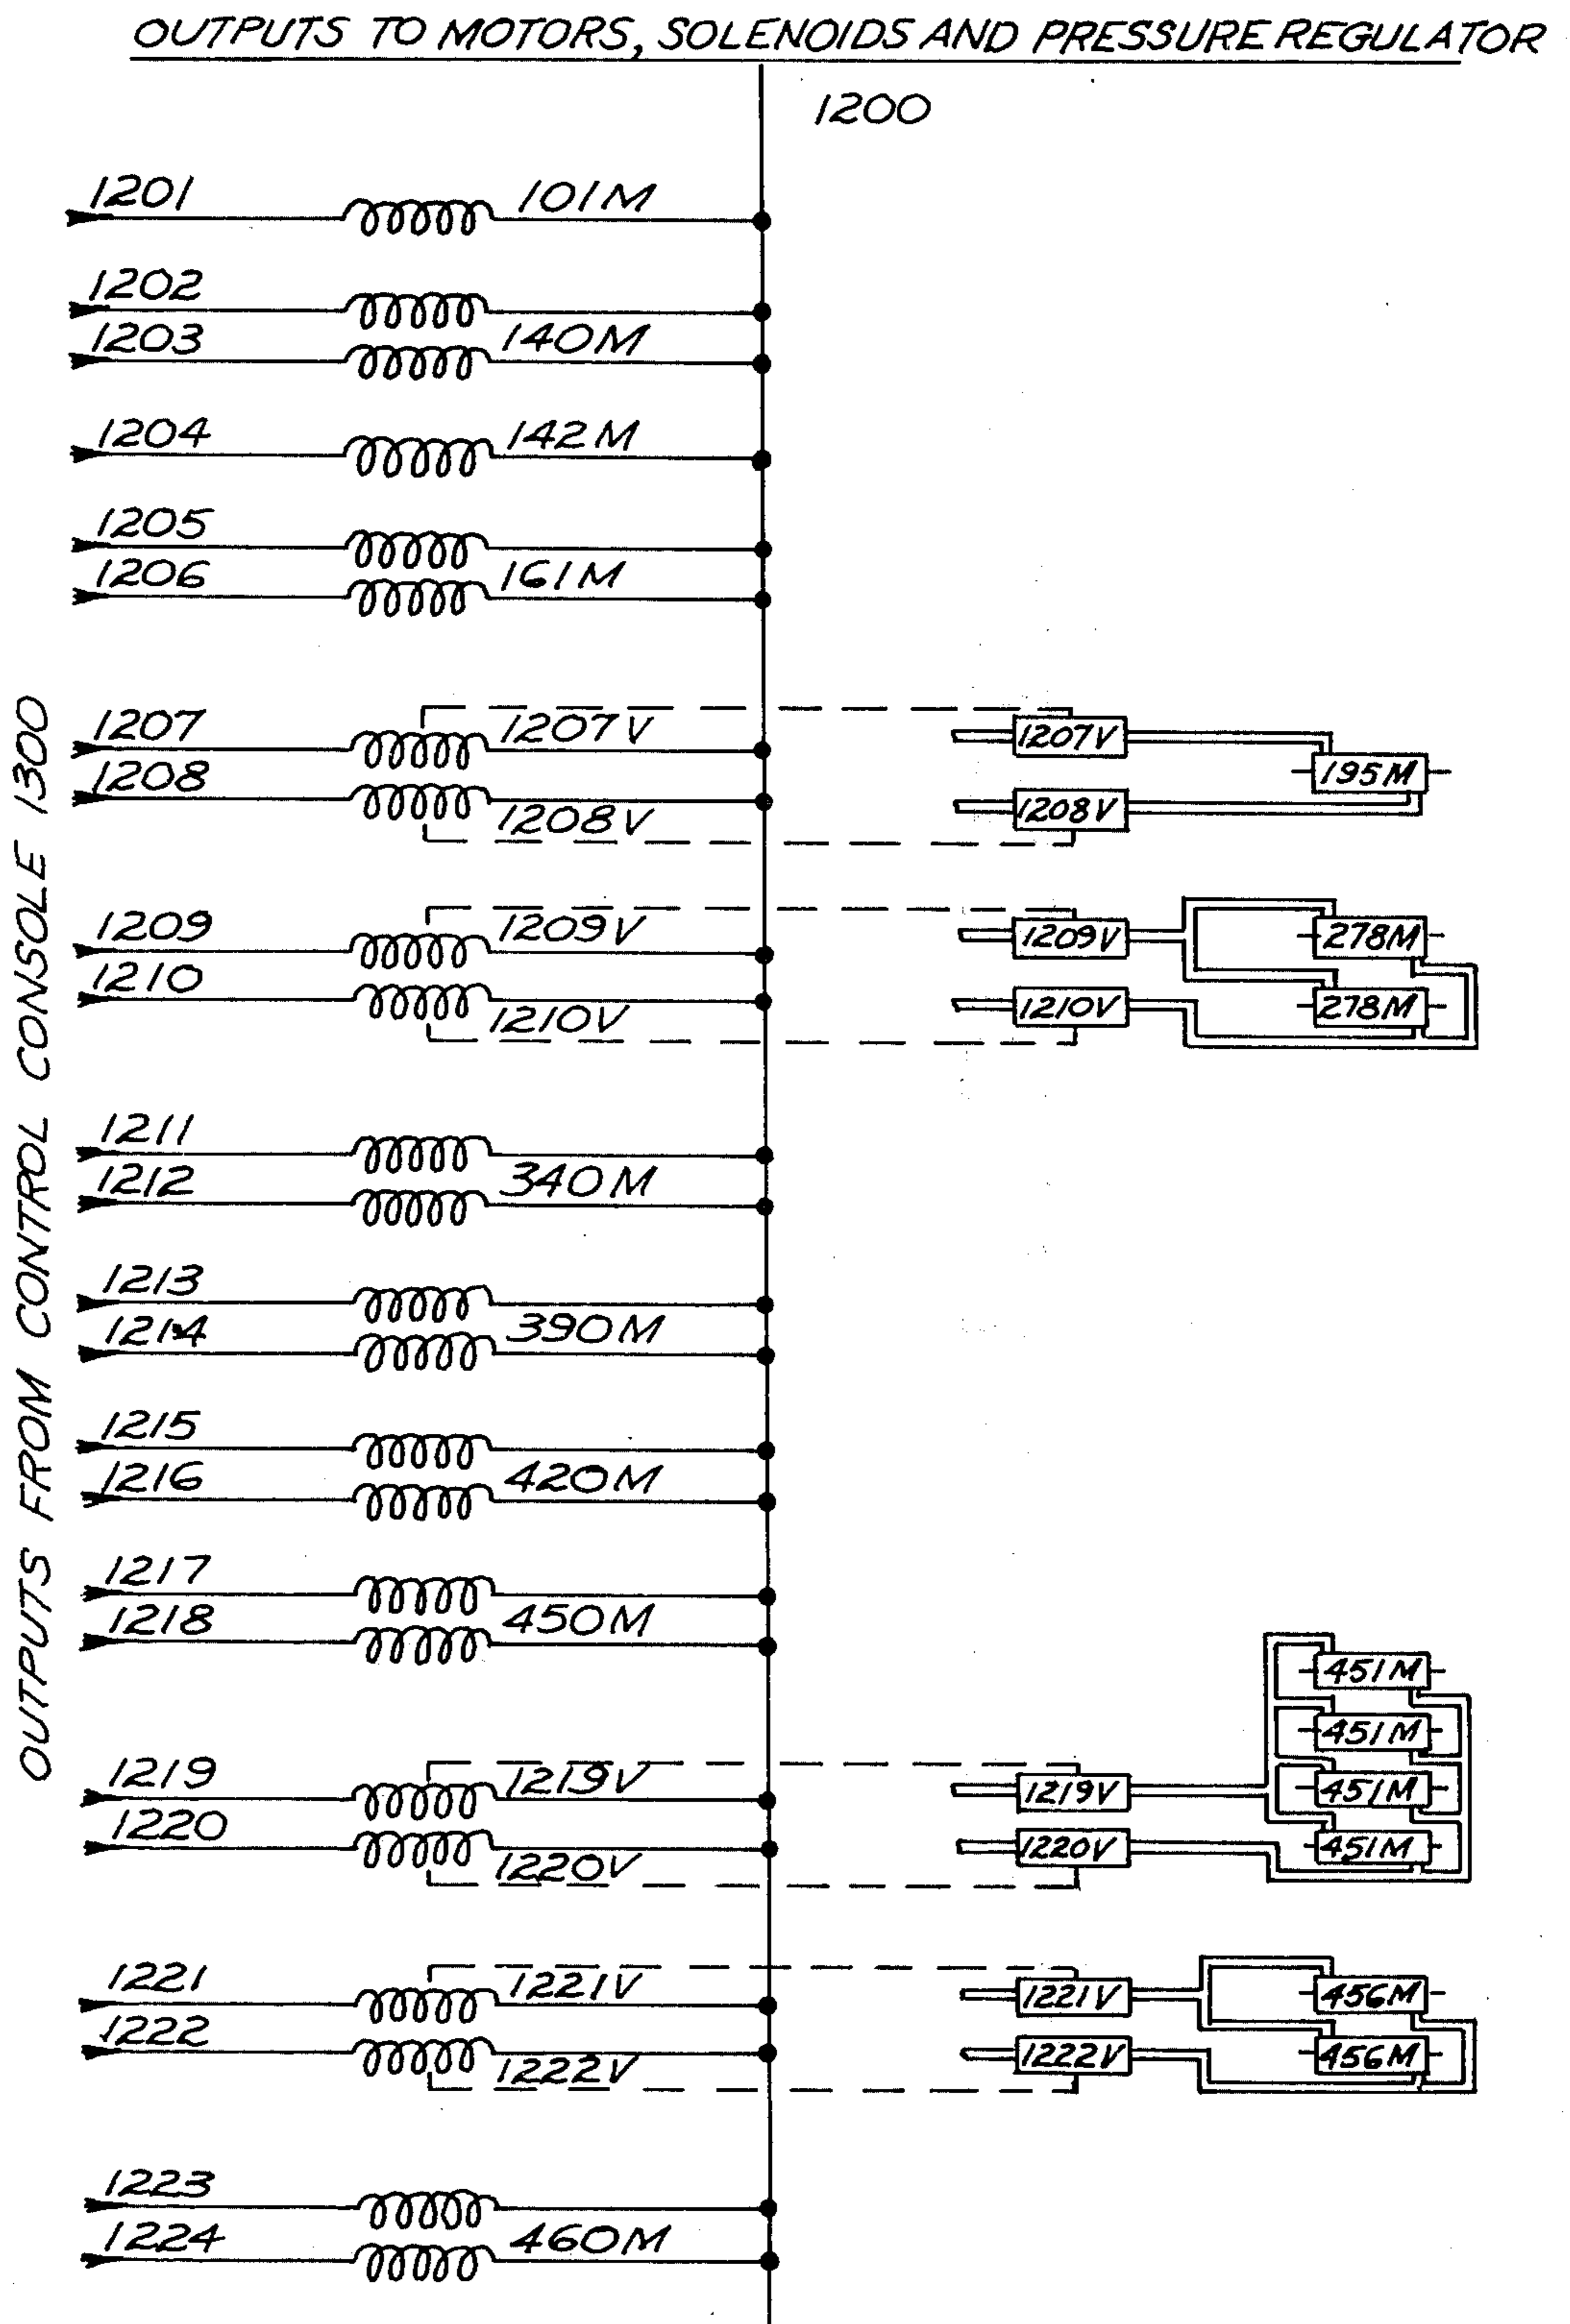 OUTPUTS TO MOTORS, SOLENOIDS AND PRESSURE REGULATOR
1200
OUTPUTS FROM CONTROL CONSOLE 1300
1201 101M
1202
1203 140M
1204 142M
1205
1206 161M
1207 1207V 1207V
195M
1208 1208V 1208V
1209 1209V 1209V 278M
1210 1210V 1210V 278M
1211
1212 340M
1213
1214 390M
1215
1216 420M
1217
1218 450M
451M
451M
1219 1219V 1219V 451M
1220 1220V 1220V 451M
1221 1221V 1221V 456M
1222 1222V 1222V 456M
1223
1224 460M